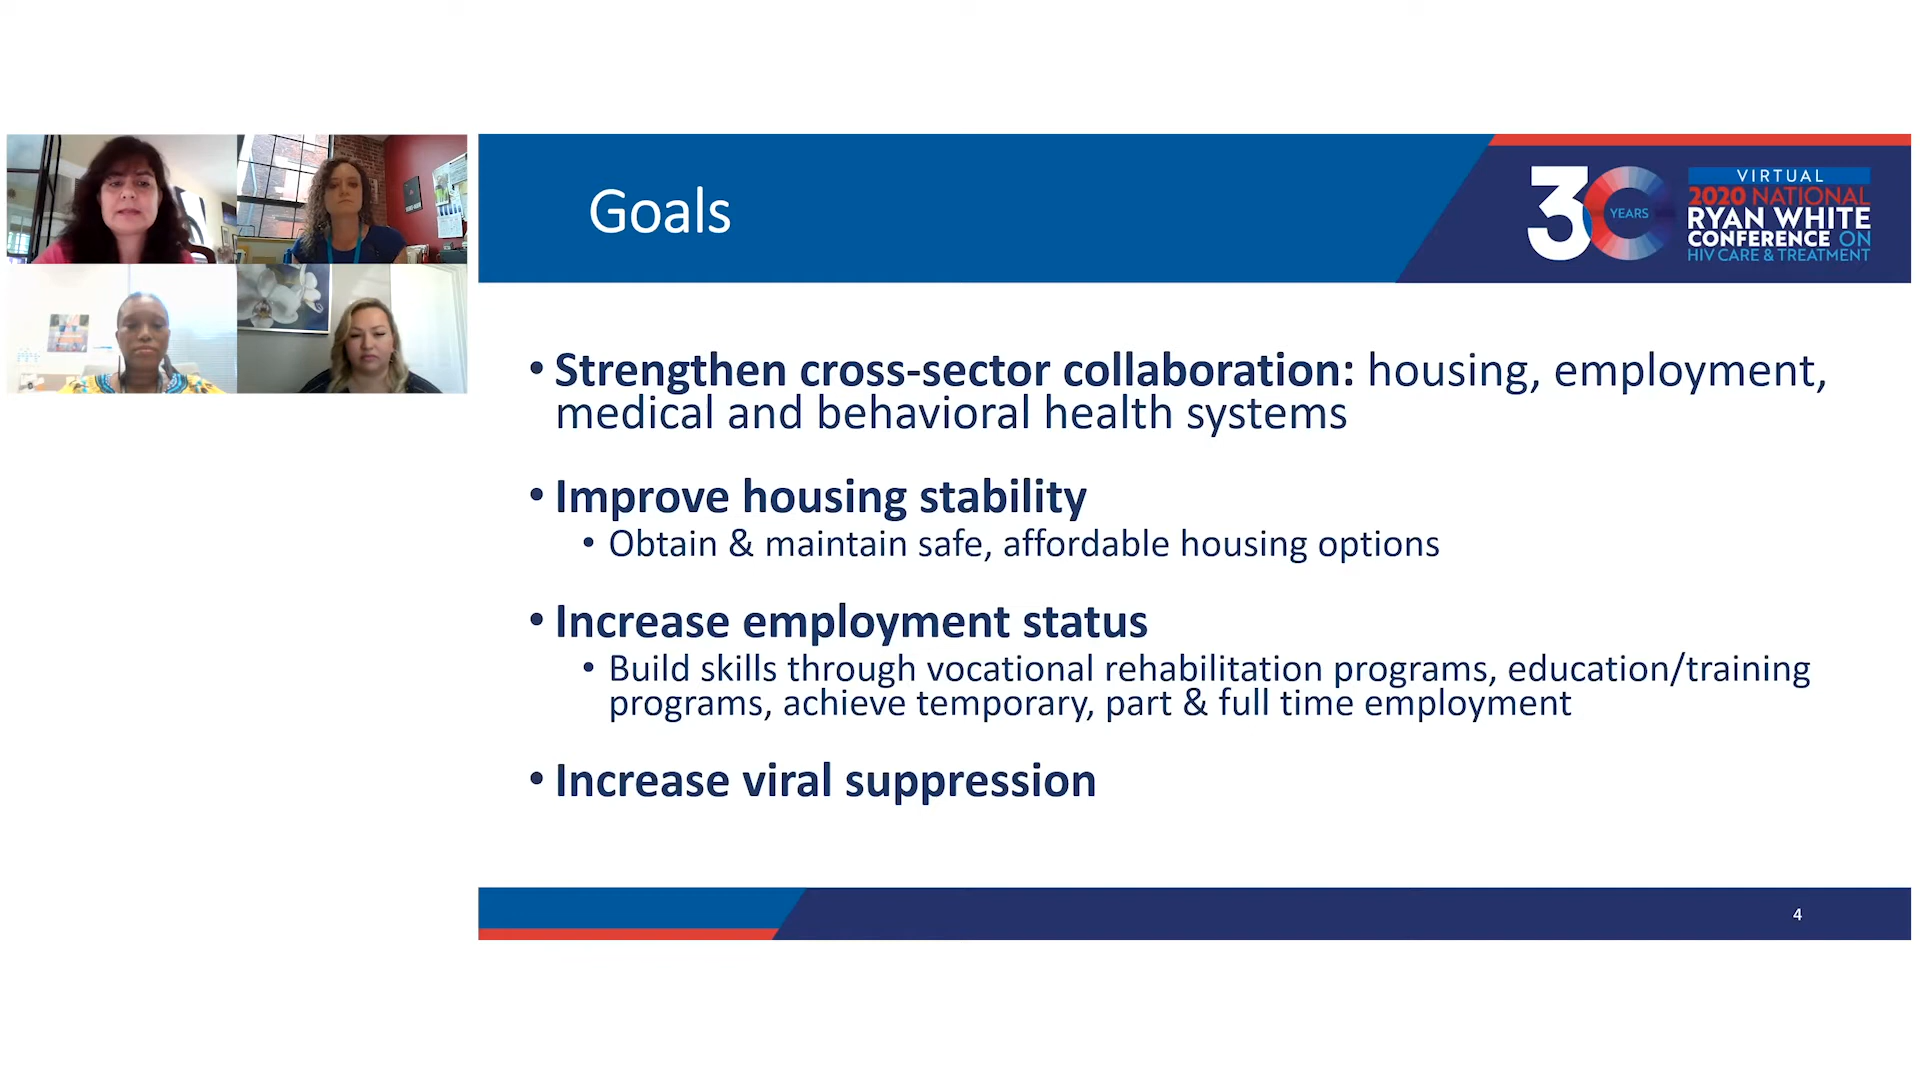 Goals
30 YEARS
VIRTUAL
2020 NATIONAL
RYAN WHITE
CONFERENCE ON
HIV CARE & TREATMENT
• Strengthen cross-sector collaboration: housing, employment,
medical and behavioral health systems
• Improve housing stability
• Obtain & maintain safe, affordable housing options
• Increase employment status
• Build skills through vocational rehabilitation programs, education/training
programs, achieve temporary, part & full time employment
• Increase viral suppression
4